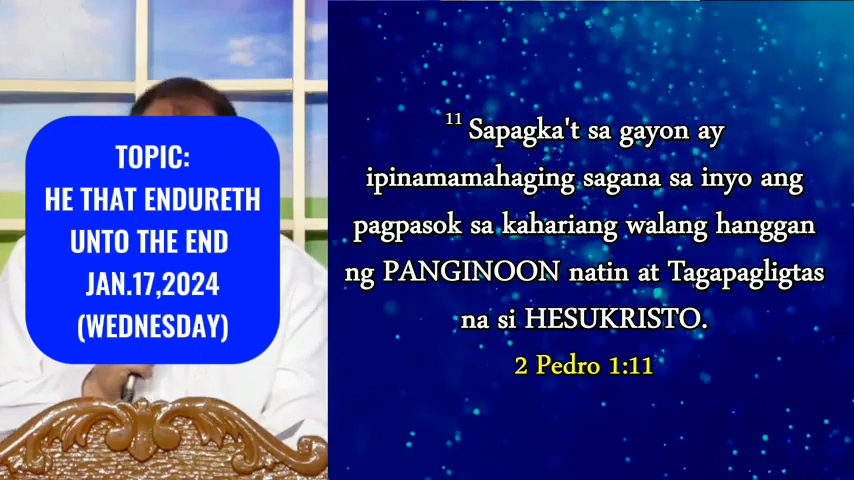 TOPIC:
HE THAT ENDURETH
UNTO THE END
JAN.17,2024
(WEDNESDAY)
11 Sapagka't sa gayon ay
ipinamamahaging sagana sa inyo ang
pagpasok sa kahariang walang hanggan
ng PANGINOON natin at Tagapagligtas
na si HESUKRISTO.
2 Pedro 1:11